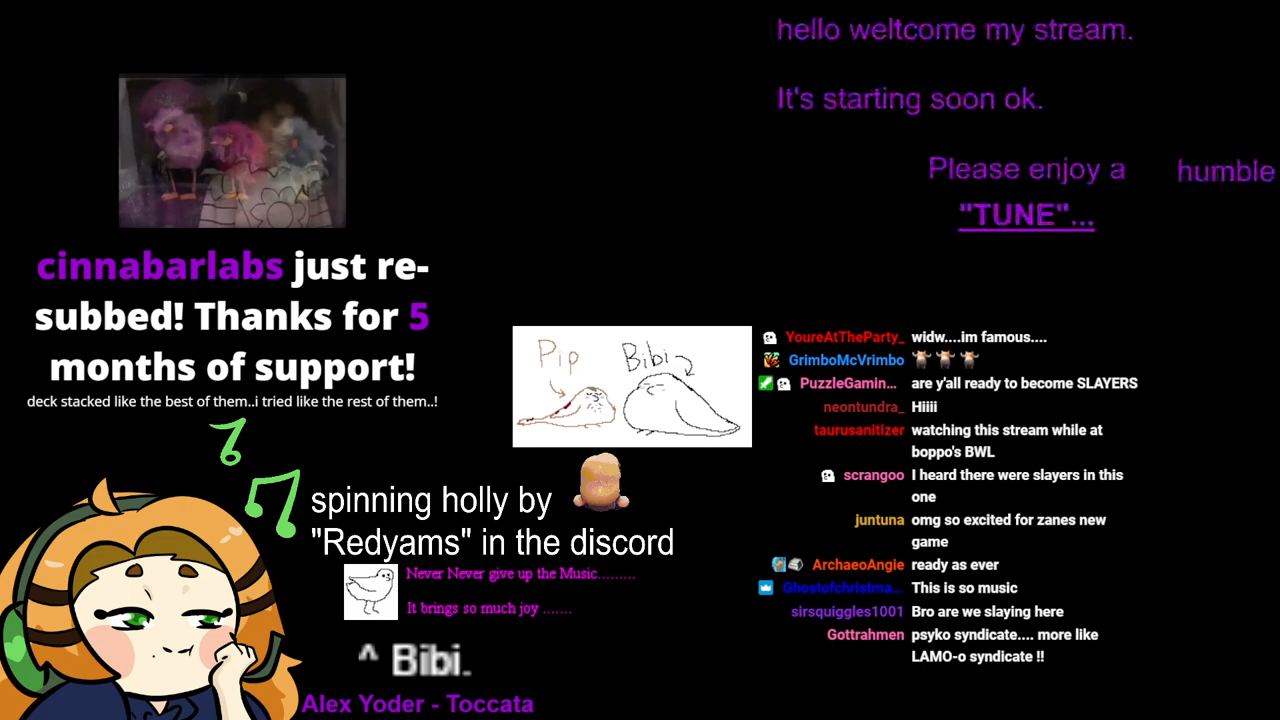 hello weltcome my stream.
It's starting soon ok.
Please enjoy a humble
"TUNE"...
cinnabarlabs just re-
subbed! Thanks for 5
months of support!
deck stacked like the best of them..i tried like the rest of them..!
Pip
Bibi
spinning holly by
"Redyams" in the discord
Never Never give up the Music.........
It brings so much joy .......
^ Bibi.
Alex Yoder - Toccata
YoureAtTheParty_ widw....im famous....
GrimboMcVrimbo
PuzzleGamin... are y'all ready to become SLAYERS
neontundra_ Hiiii
taurusanitizer watching this stream while at
boppo's BWL
scrangoo I heard there were slayers in this
one
juntuna omg so excited for zanes new
game
ArchaeoAngie ready as ever
Ghostofchristma... This is so music
sirsquiggles1001 Bro are we slaying here
Gottrahmen psyko syndicate.... more like
LAMO-o syndicate !!